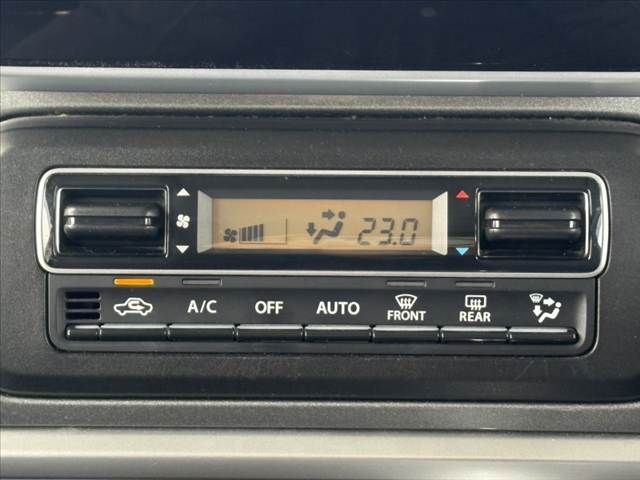 23.0
A/C OFF AUTO FRONT REAR